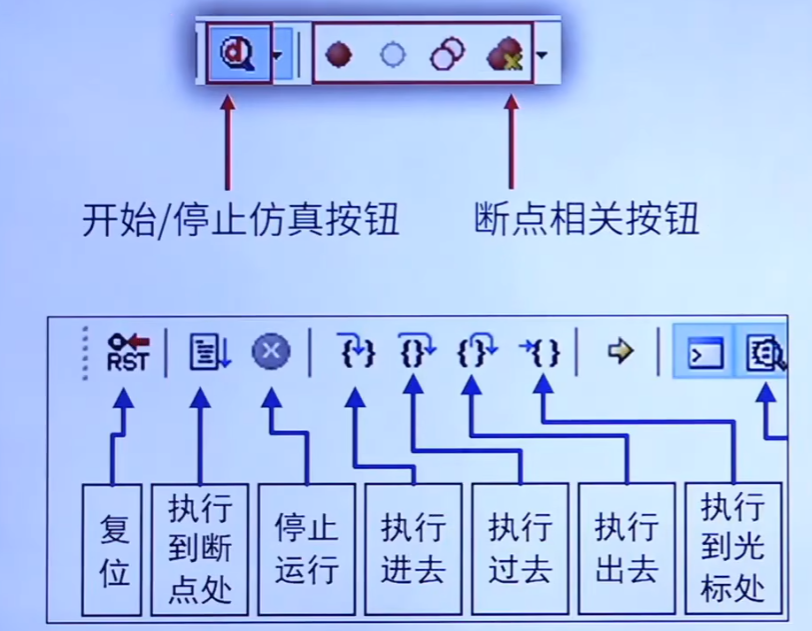 d
开始/停止仿真按钮
断点相关按钮
RST
{} {} {} {}
>_
复
位
执行
到断
点处
停止
运行
执行
进去
执行
过去
执行
出去
执行
到光
标处